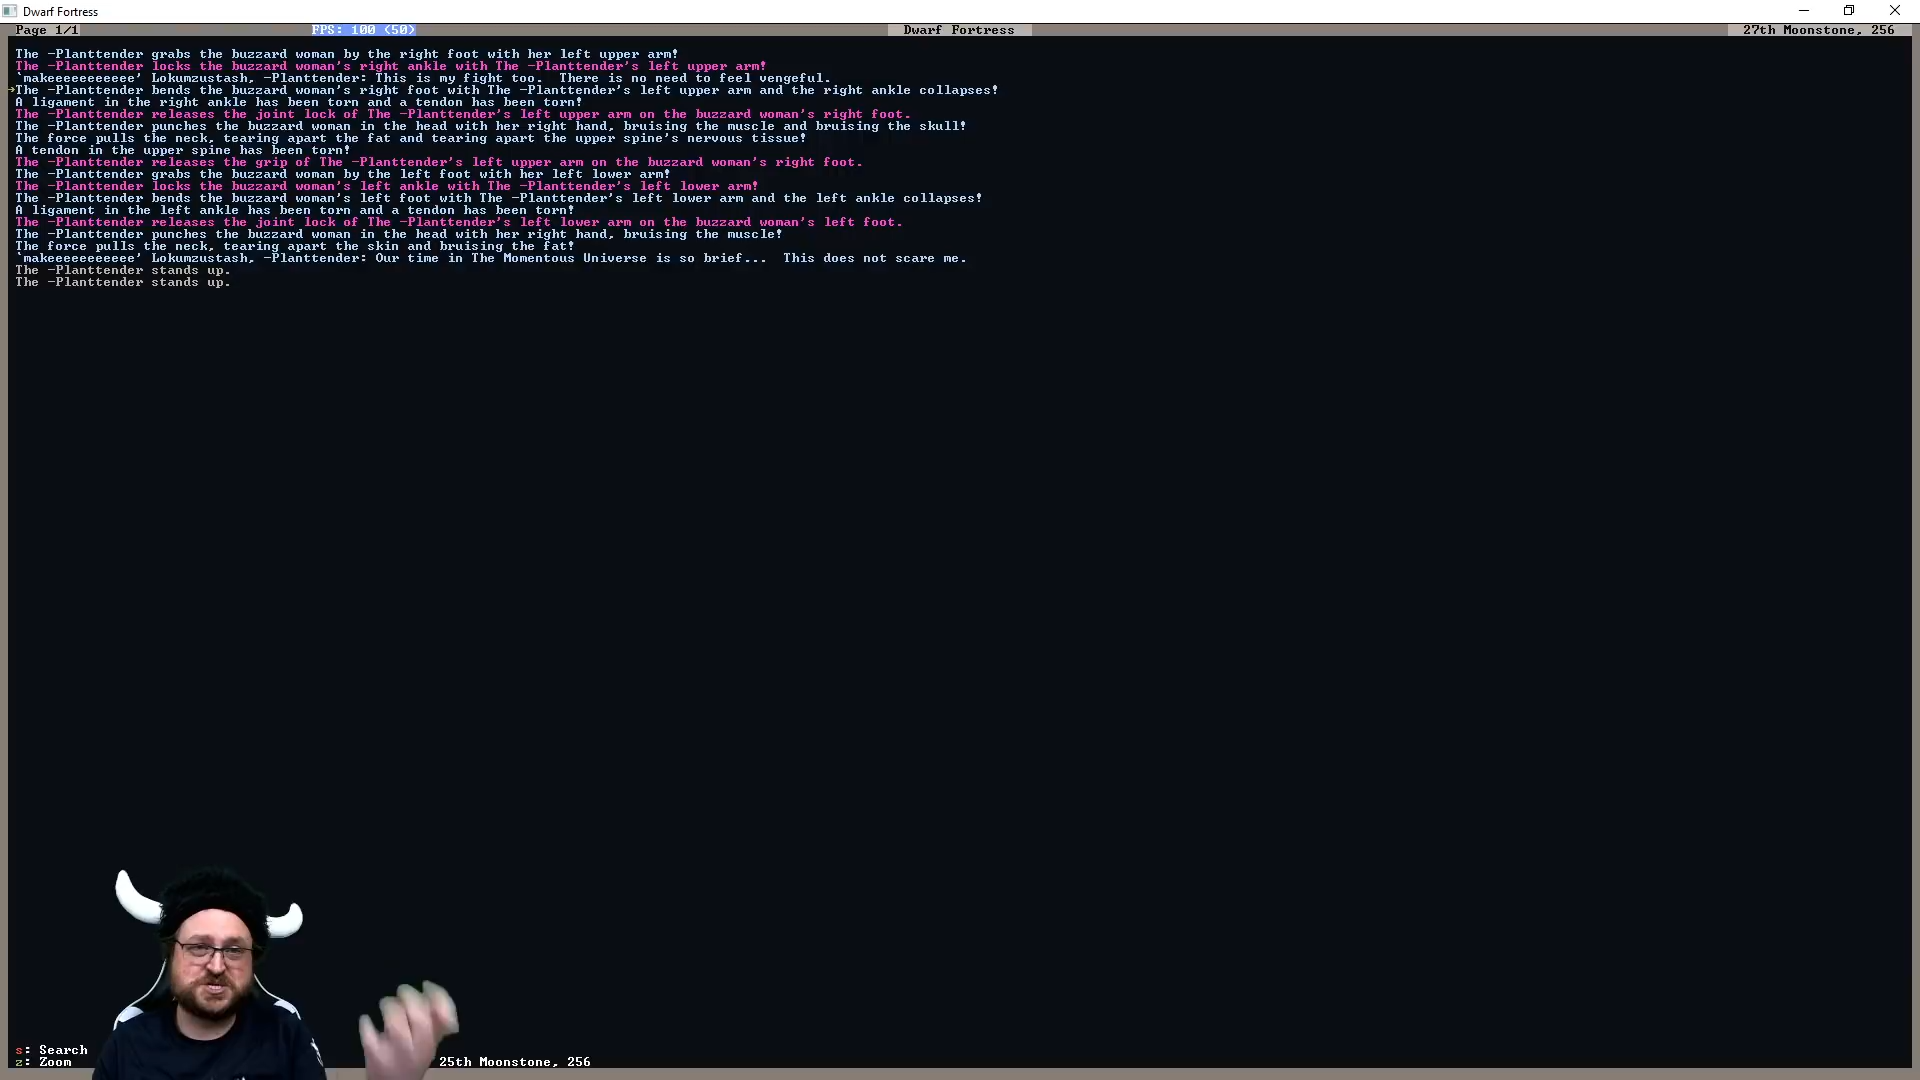 Dwarf Fortress
Page 1/1
FPS: 100 (50)
Dwarf Fortress
27th Moonstone, 256
The -Planttender grabs the buzzard woman by the right foot with her left upper arm!
The -Planttender locks the buzzard woman's right ankle with The -Planttender's left upper arm!
`makeeeeeeeeeee' Lokumzustash, -Planttender: This is my fight too.  There is no need to feel vengeful.
The -Planttender bends the buzzard woman's right foot with The -Planttender's left upper arm and the right ankle collapses!
A ligament in the right ankle has been torn and a tendon has been torn!
The -Planttender releases the joint lock of The -Planttender's left upper arm on the buzzard woman's right foot.
The -Planttender punches the buzzard woman in the head with her right hand, bruising the muscle and bruising the skull!
The force pulls the neck, tearing apart the fat and tearing apart the upper spine's nervous tissue!
A tendon in the upper spine has been torn!
The -Planttender releases the grip of The -Planttender's left upper arm on the buzzard woman's right foot.
The -Planttender grabs the buzzard woman by the left foot with her left lower arm!
The -Planttender locks the buzzard woman's left ankle with The -Planttender's left lower arm!
The -Planttender bends the buzzard woman's left foot with The -Planttender's left lower arm and the left ankle collapses!
A ligament in the left ankle has been torn and a tendon has been torn!
The -Planttender releases the joint lock of The -Planttender's left lower arm on the buzzard woman's left foot.
The -Planttender punches the buzzard woman in the head with her right hand, bruising the muscle!
The force pulls the neck, tearing apart the skin and bruising the fat!
`makeeeeeeeeeee' Lokumzustash, -Planttender: Our time in The Momentous Universe is so brief...  This does not scare me.
The -Planttender stands up.
The -Planttender stands up.
s: Search
z: Zoom
25th Moonstone, 256